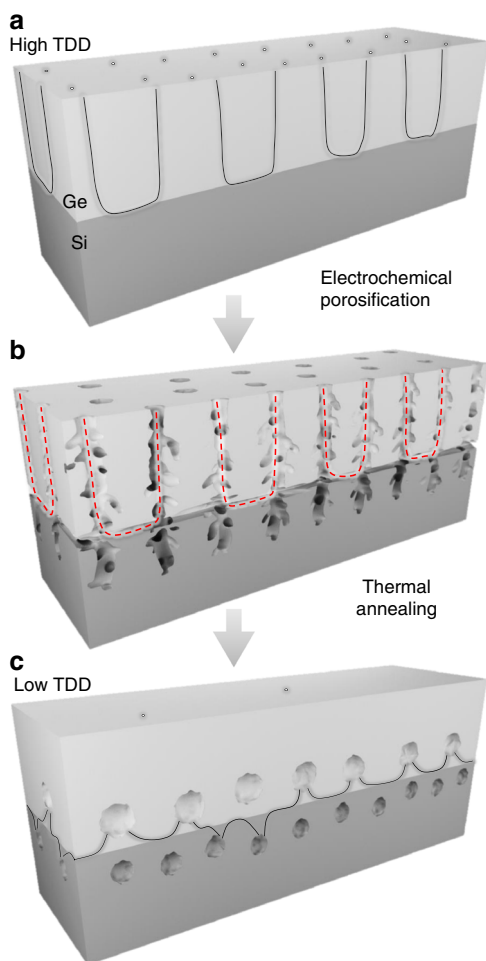 a
High TDD
Ge
Si
Electrochemical
porosification
b
Thermal
annealing
c
Low TDD